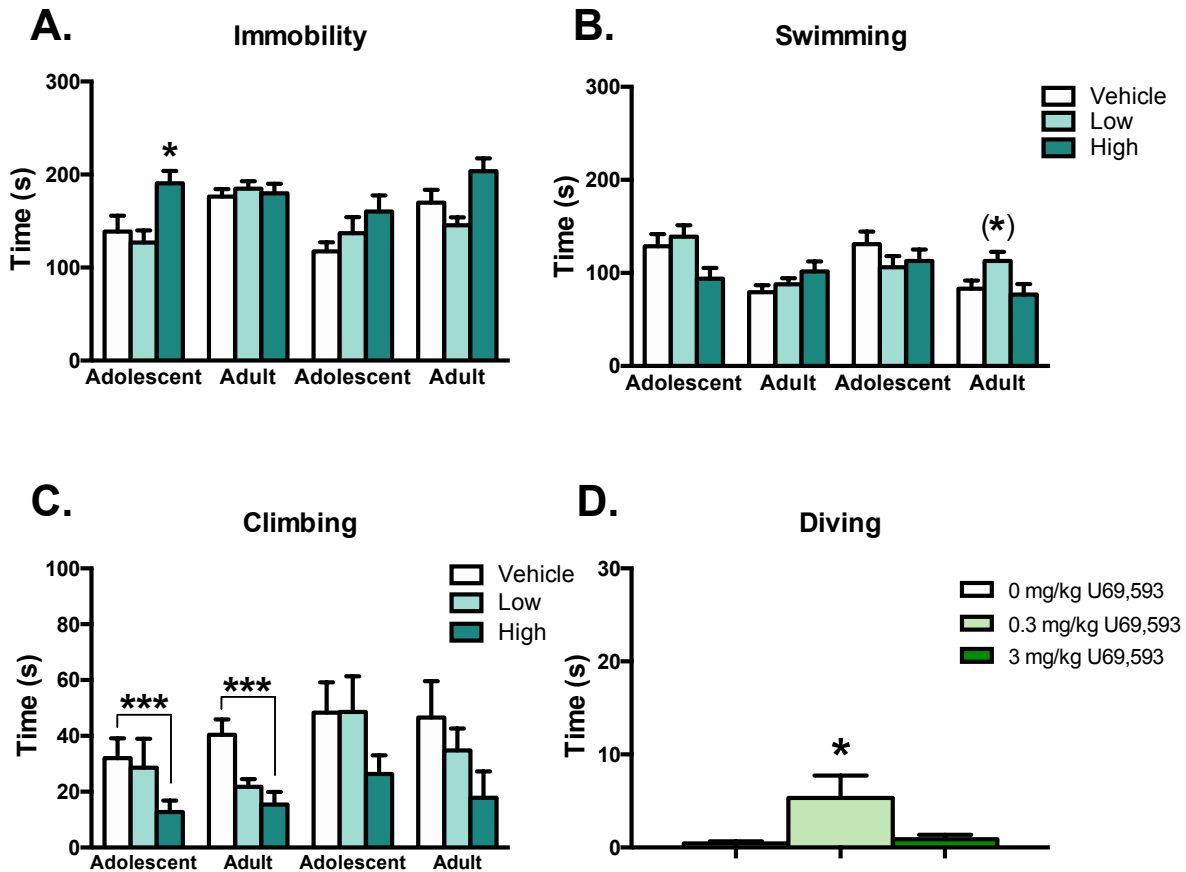 A.
Immobility
300
200
100
0
Time (s)
*
Adolescent Adult Adolescent Adult
B.
Swimming
300
200
100
0
Time (s)
(*)
Adolescent Adult Adolescent Adult
Vehicle
Low
High
C.
Climbing
100
80
60
40
20
0
Time (s)
*** ***
Adolescent Adult Adolescent Adult
Vehicle
Low
High
D.
Diving
30
20
10
0
Time (s)
*
0 mg/kg U69,593
0.3 mg/kg U69,593
3 mg/kg U69,593